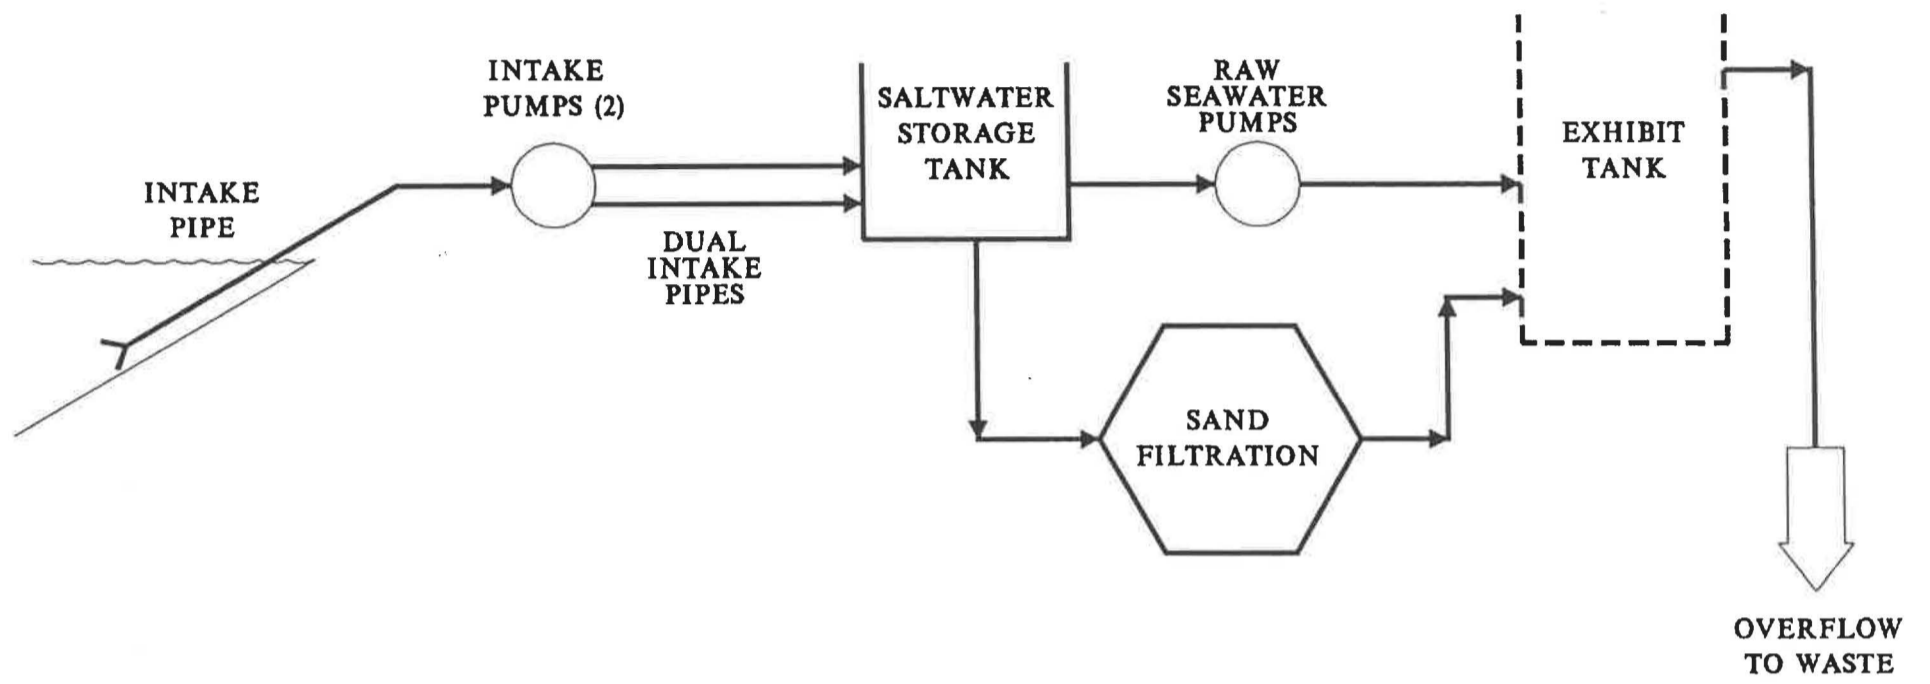 INTAKE
PUMPS (2)
RAW
SEAWATER
PUMPS
SALTWATER
STORAGE
TANK
EXHIBIT
TANK
INTAKE
PIPE
DUAL
INTAKE
PIPES
SAND
FILTRATION
OVERFLOW
TO WASTE